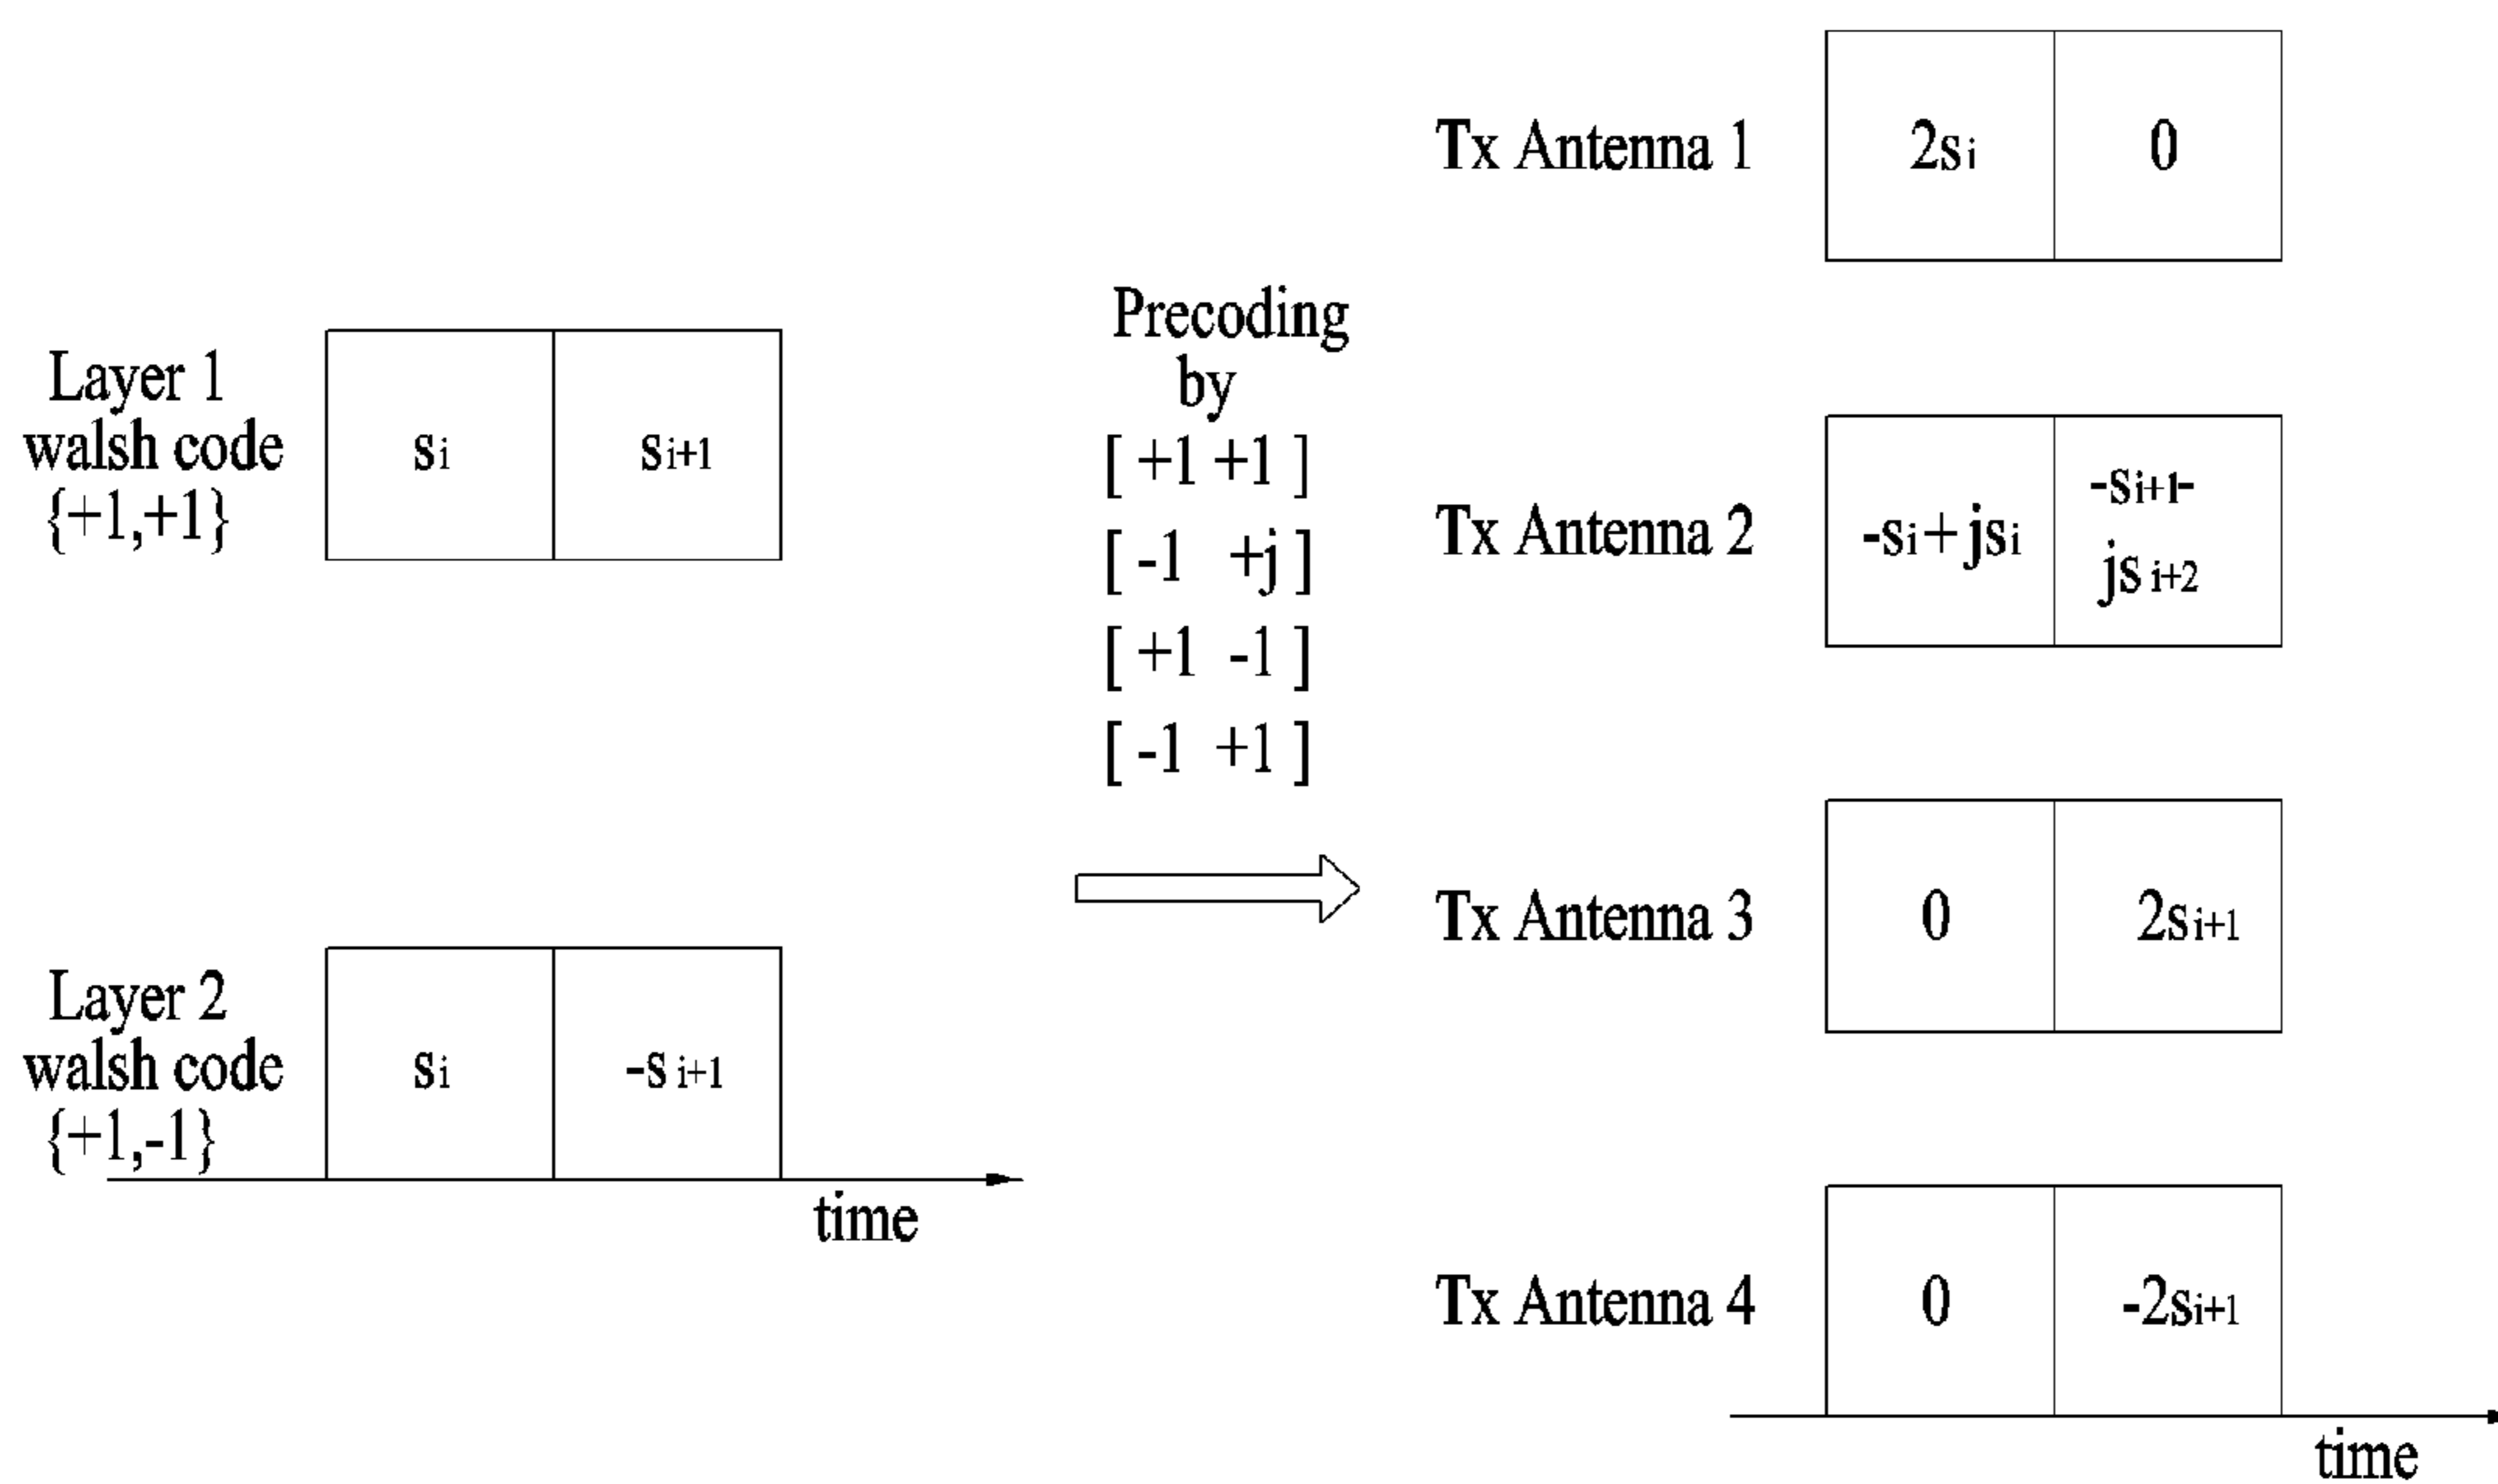 Layer 1
walsh code
{+1,+1}
si
si+1
Layer 2
walsh code
{+1,-1}
si
-s i+1
time
Precoding
by
[ +1 +1 ]
[ -1 +j ]
[ +1 -1 ]
[ -1 +1 ]
Tx Antenna 1
2si
0
Tx Antenna 2
-si+jsi
-si+1-
js i+2
Tx Antenna 3
0
2si+1
Tx Antenna 4
0
-2si+1
time